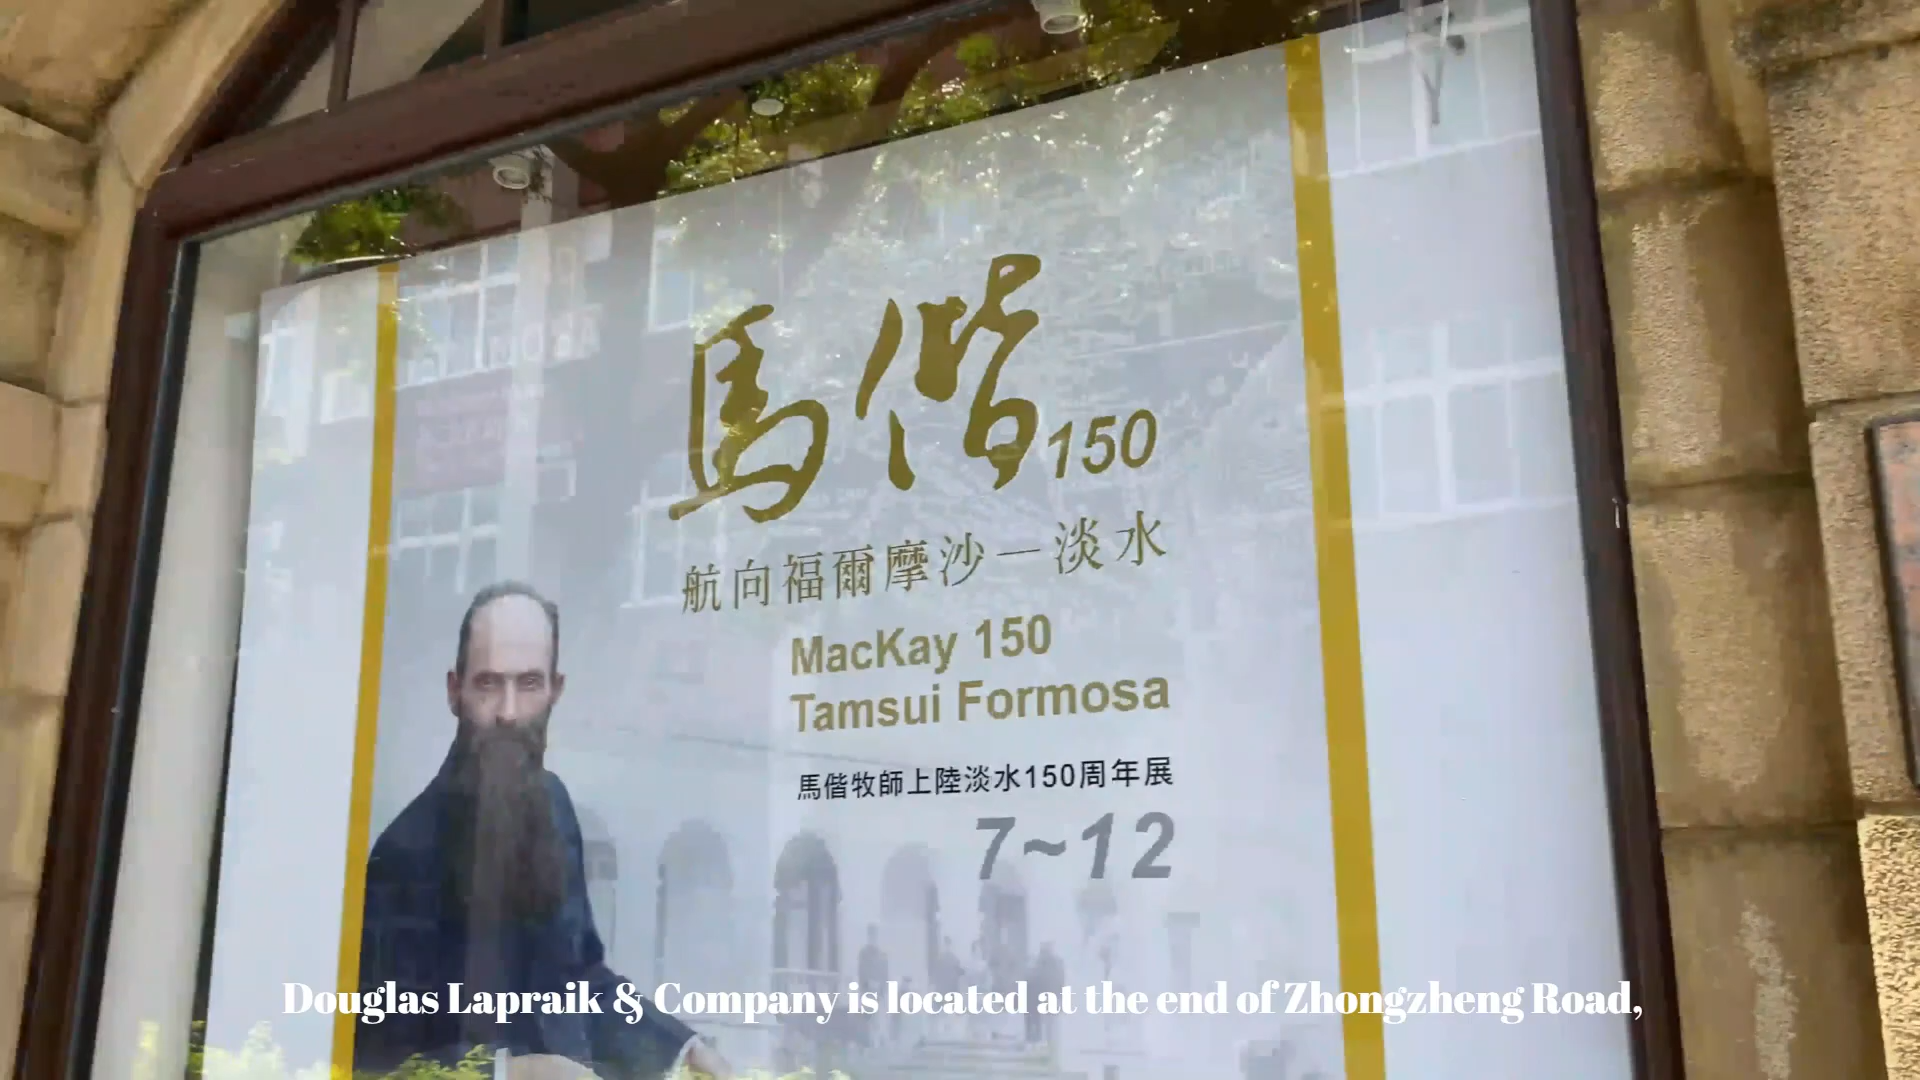 馬偕150
航向福爾摩沙－淡水
MacKay 150
Tamsui Formosa
馬偕牧師上陸淡水150周年展
7~12
Douglas Lapraik & Company is located at the end of Zhongzheng Road,